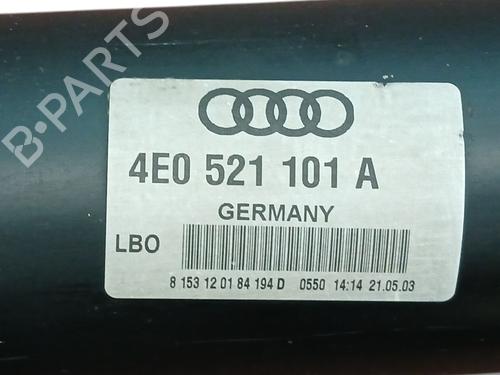 B-PARTS
4E0 521 101 A
GERMANY
LBO
8 153 12 01 84 194 D 0550 14:14 21.05.03